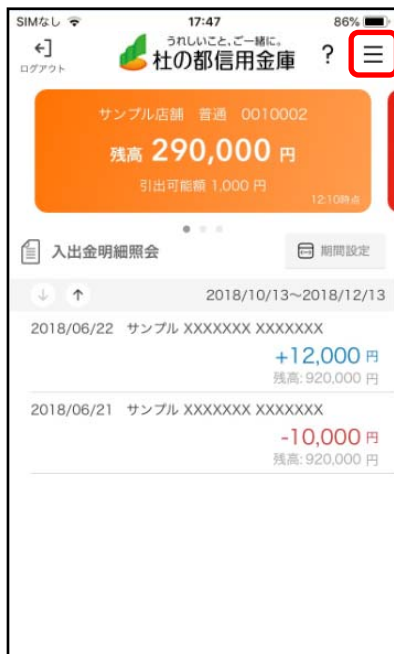 SIMなし 17:47 86%
うれしいこと、ご一緒に。
杜の都信用金庫 ?
ログアウト
サンプル店舗 普通 0010002
残高 290,000 円
引出可能額 1,000 円
12:10時点
入出金明細照会 期間設定
↓ ↑ 2018/10/13～2018/12/13
2018/06/22 サンプル XXXXXXX XXXXXXX
+12,000 円
残高: 920,000 円
2018/06/21 サンプル XXXXXXX XXXXXXX
-10,000 円
残高: 920,000 円